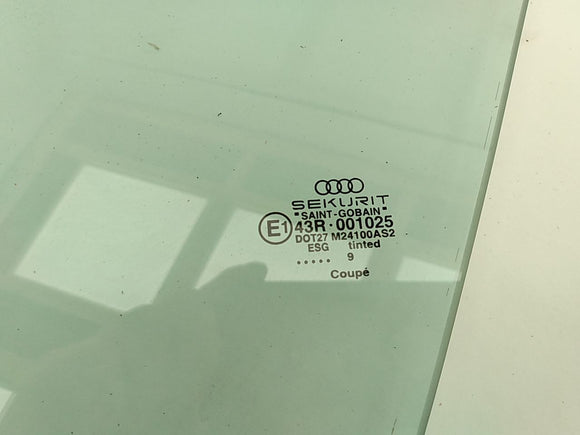 SEKURIT
"SAINT-GOBAIN"
E1 43R·001025
DOT27 M24100AS2
ESG tinted
..... 9
Coupé